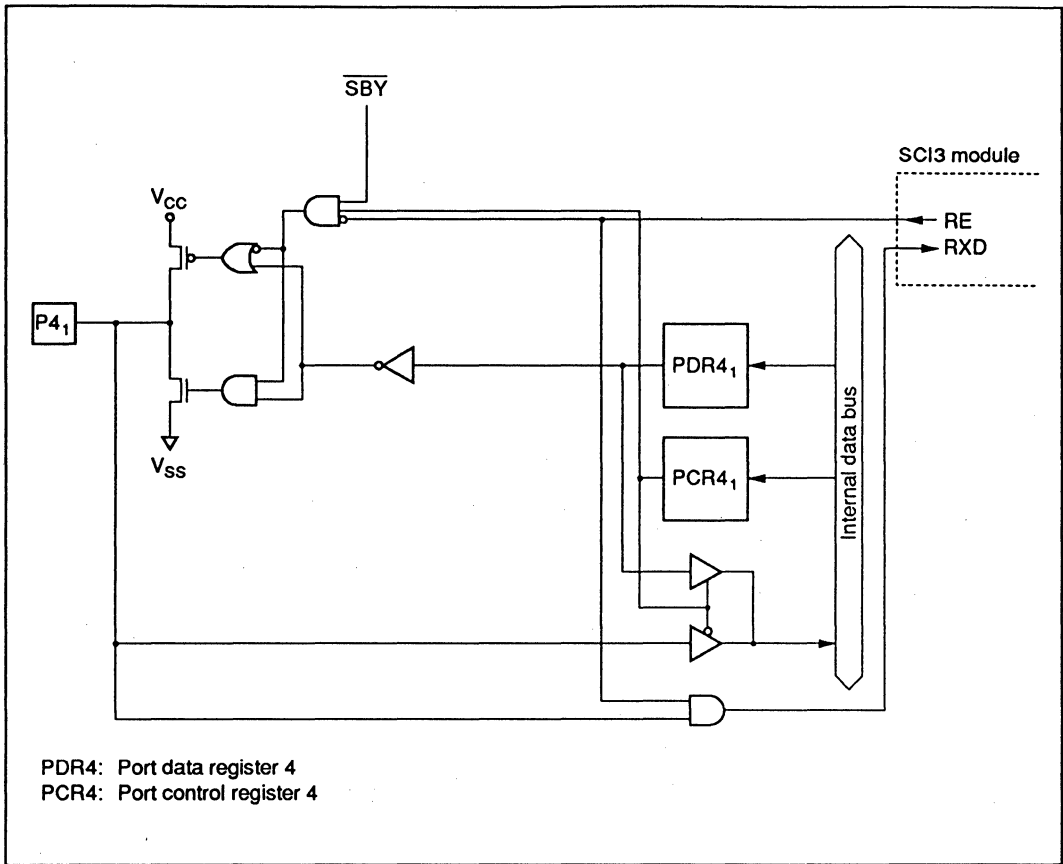 SBY
SCI3 module
VCC
RE
RXD
P41
PDR41
PCR41
Internal data bus
VSS
PDR4: Port data register 4
PCR4: Port control register 4